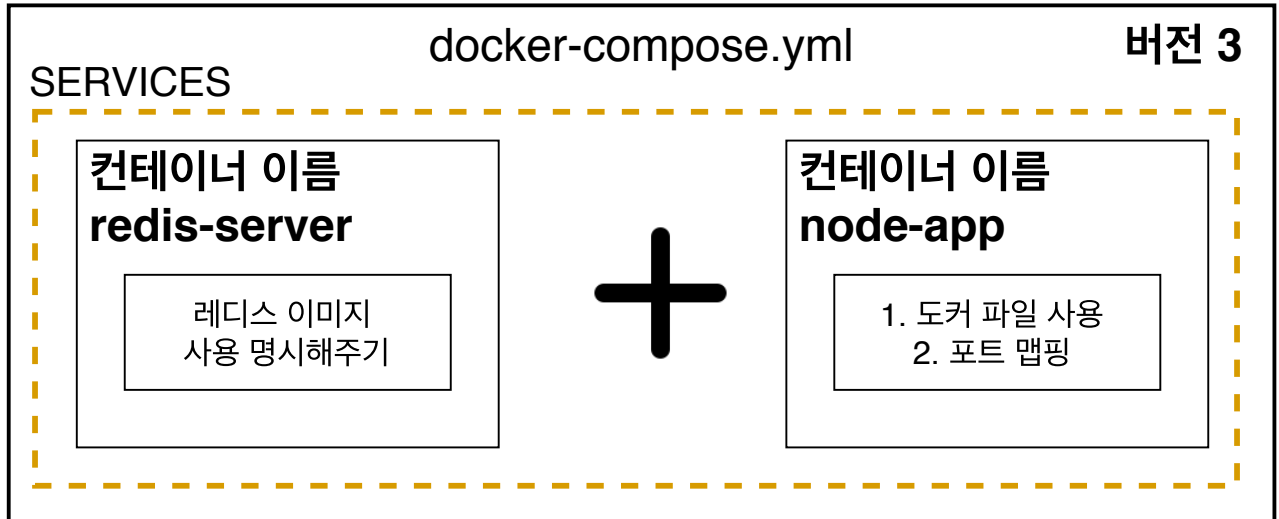 docker-compose.yml
버전 3
SERVICES
컨테이너 이름
redis-server
레디스 이미지
사용 명시해주기
컨테이너 이름
node-app
1. 도커 파일 사용
2. 포트 맵핑